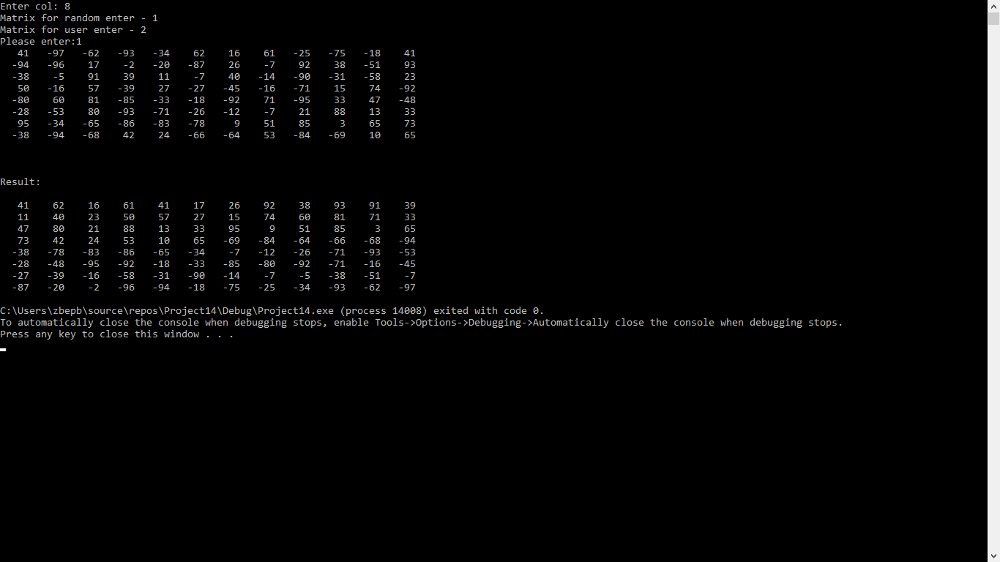 Enter col: 8
Matrix for random enter - 1
Matrix for user enter - 2
Please enter:1
41 -97 -62 -93 -34 62 16 61 -25 -75 -18 41
-94 -96 17 -2 -20 -87 26 -7 92 38 -51 93
-38 -5 91 39 11 -7 40 -14 -90 -31 -58 23
50 -16 57 -39 27 -27 -45 -16 -71 15 74 -92
-80 60 81 -85 -33 -18 -92 71 -95 33 47 -48
-28 -53 80 -93 -71 -26 -12 -7 21 88 13 33
95 -34 -65 -86 -83 -78 9 51 85 3 65 73
-38 -94 -68 42 24 -66 -64 53 -84 -69 10 65
Result:
41 62 16 61 41 17 26 92 38 93 91 39
11 40 23 50 57 27 15 74 60 81 71 33
47 80 21 88 13 33 95 9 51 85 3 65
73 42 24 53 10 65 -69 -84 -64 -66 -68 -94
-38 -78 -83 -86 -65 -34 -7 -12 -26 -71 -93 -53
-28 -48 -95 -92 -18 -33 -85 -80 -92 -71 -16 -45
-27 -39 -16 -58 -31 -90 -14 -7 -5 -38 -51 -7
-87 -20 -2 -96 -94 -18 -75 -25 -34 -93 -62 -97
C:\Users\zbepb\source\repos\Project14\Debug\Project14.exe (process 14008) exited with code 0.
To automatically close the console when debugging stops, enable Tools->Options->Debugging->Automatically close the console when debugging stops.
Press any key to close this window . . .